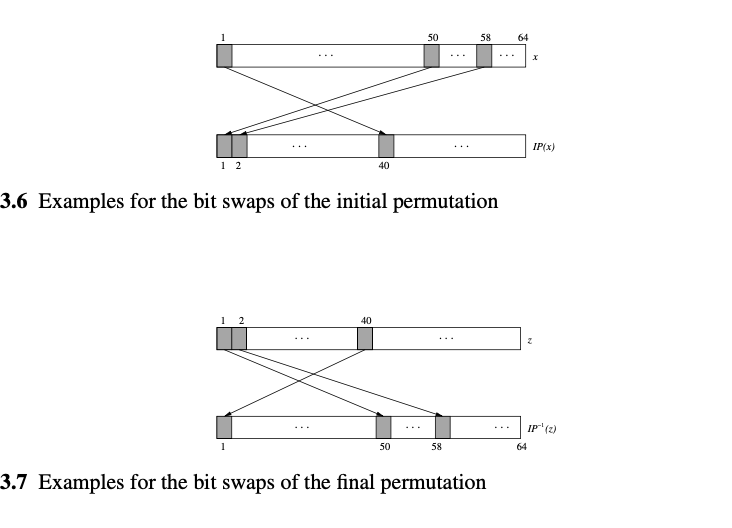 1 50 58 64
... ... ... x
... ... IP(x)
1 2 40
3.6 Examples for the bit swaps of the initial permutation
1 2 40
... ... z
... ... ... IP⁻¹(z)
1 50 58 64
3.7 Examples for the bit swaps of the final permutation